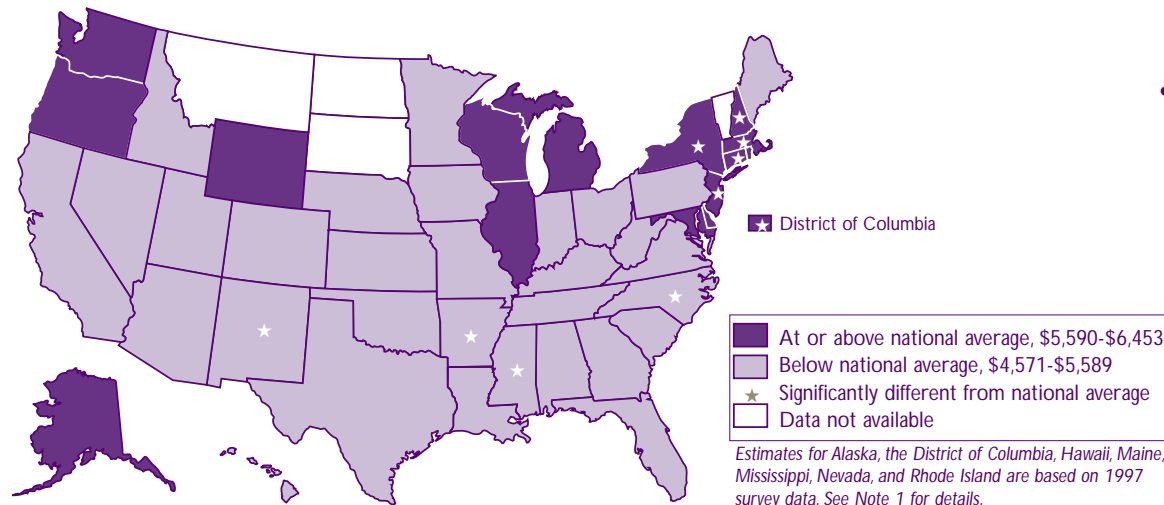 District of Columbia
At or above national average, $5,590-$6,453
Below national average, $4,571-$5,589
Significantly different from national average
Data not available
Estimates for Alaska, the District of Columbia, Hawaii, Maine,
Mississippi, Nevada, and Rhode Island are based on 1997
survey data. See Note 1 for details.